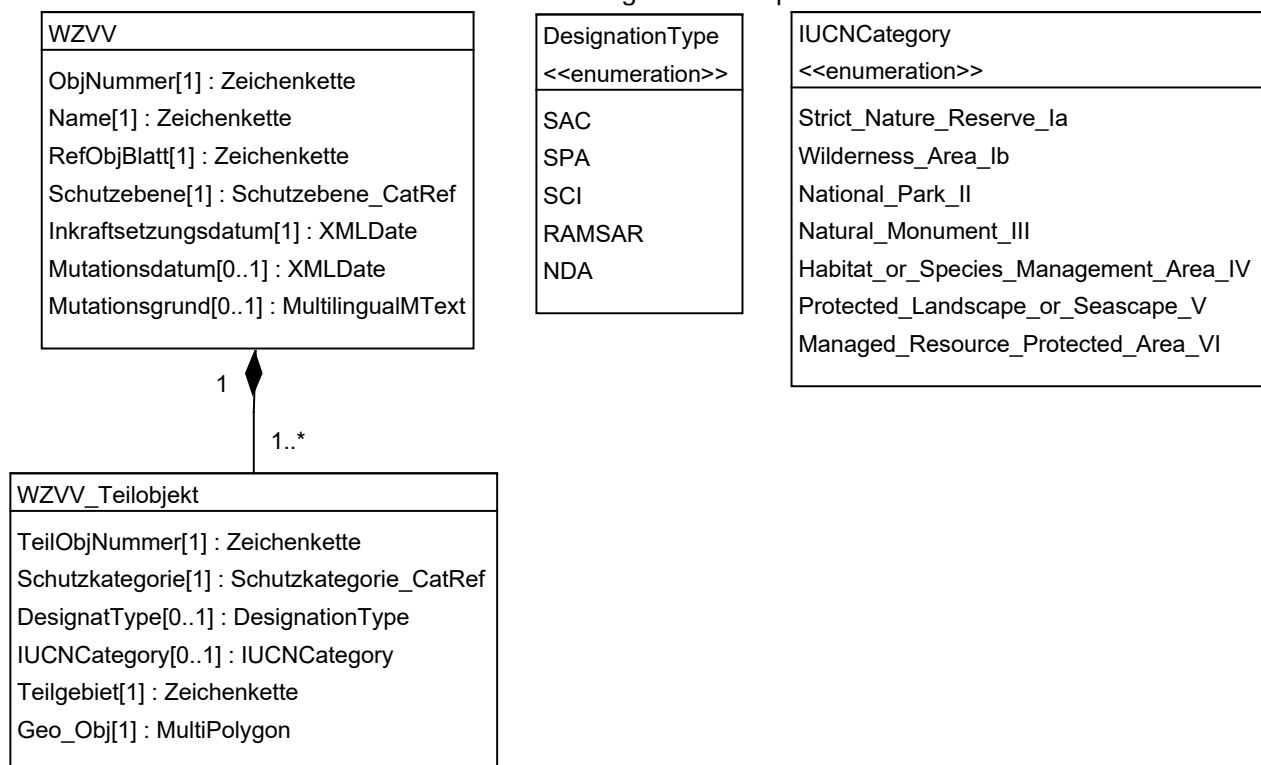 WZVV
ObjNummer[1] : Zeichenkette
Name[1] : Zeichenkette
RefObjBlatt[1] : Zeichenkette
Schutzebene[1] : Schutzebene_CatRef
Inkraftsetzungsdatum[1] : XMLDate
Mutationsdatum[0..1] : XMLDate
Mutationsgrund[0..1] : MultilingualMText
DesignationType
<<enumeration>>
SAC
SPA
SCI
RAMSAR
NDA
IUCNCategory
<<enumeration>>
Strict_Nature_Reserve_Ia
Wilderness_Area_Ib
National_Park_II
Natural_Monument_III
Habitat_or_Species_Management_Area_IV
Protected_Landscape_or_Seascape_V
Managed_Resource_Protected_Area_VI
1
1..*
WZVV_Teilobjekt
TeilObjNummer[1] : Zeichenkette
Schutzkategorie[1] : Schutzkategorie_CatRef
DesignatType[0..1] : DesignationType
IUCNCategory[0..1] : IUCNCategory
Teilgebiet[1] : Zeichenkette
Geo_Obj[1] : MultiPolygon